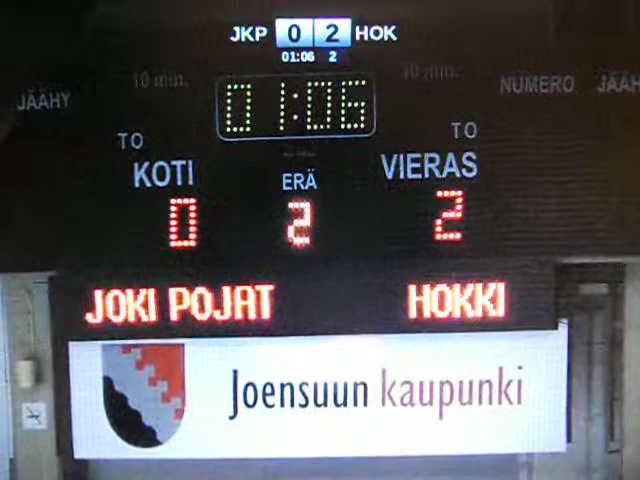 JKP 0 2 HOK
01:06 2
10 min. 10 min.
JÄÄHY 01:06 NUMERO JÄÄH
TO TO
KOTI ERÄ VIERAS
0 2 2
JOKI POJAT HOKKI
Joensuun kaupunki